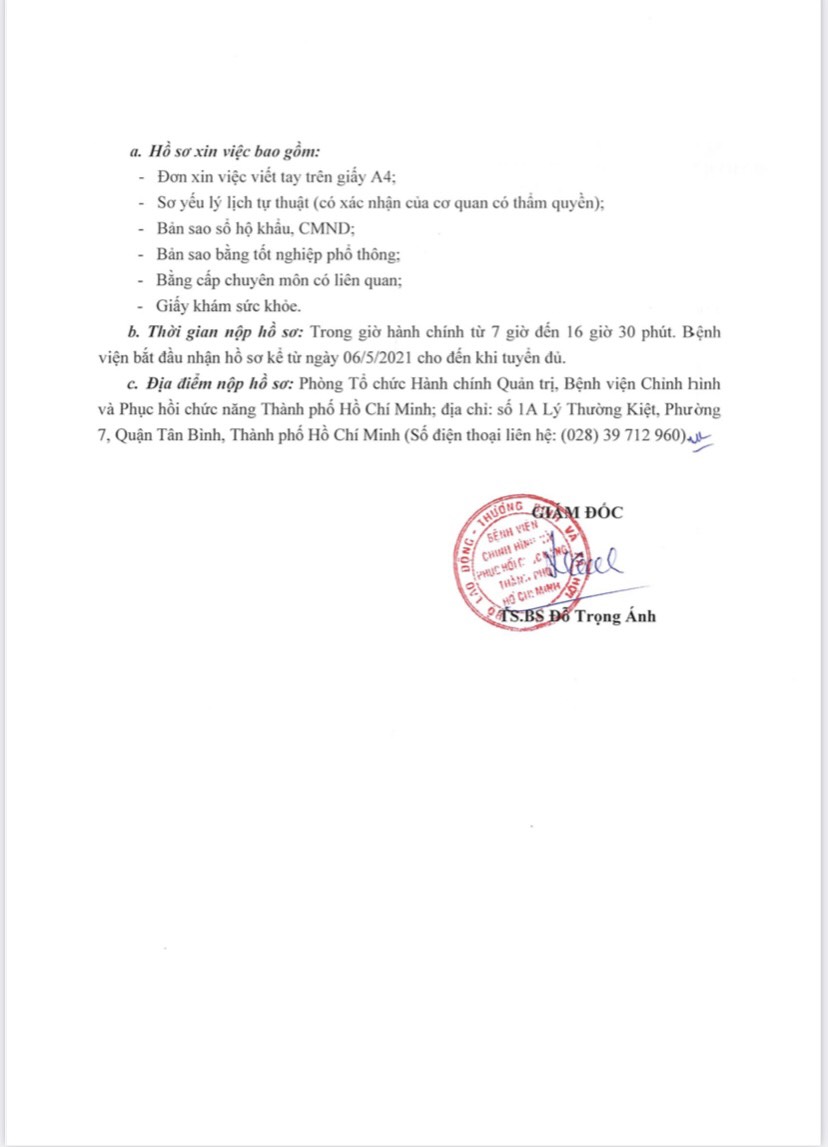 a. Hồ sơ xin việc bao gồm:
- Đơn xin việc viết tay trên giấy A4;
- Sơ yếu lý lịch tự thuật (có xác nhận của cơ quan có thẩm quyền);
- Bản sao sổ hộ khẩu, CMND;
- Bản sao bằng tốt nghiệp phổ thông;
- Bằng cấp chuyên môn có liên quan;
- Giấy khám sức khỏe.
b. Thời gian nộp hồ sơ: Trong giờ hành chính từ 7 giờ đến 16 giờ 30 phút. Bệnh
viện bắt đầu nhận hồ sơ kể từ ngày 06/5/2021 cho đến khi tuyển đủ.
c. Địa điểm nộp hồ sơ: Phòng Tổ chức Hành chính Quản trị, Bệnh viện Chỉnh hình
và Phục hồi chức năng Thành phố Hồ Chí Minh; địa chỉ: số 1A Lý Thường Kiệt, Phường
7, Quận Tân Bình, Thành phố Hồ Chí Minh (Số điện thoại liên hệ: (028) 39 712 960)
GIÁM ĐỐC
LAO ĐỘNG - THƯƠNG BINH VÀ XÃ HỘI
BỆNH VIỆN
CHỈNH HÌNH VÀ
PHỤC HỒI CHỨC NĂNG
THÀNH PHỐ
HỒ CHÍ MINH
TS.BS Đỗ Trọng Ánh